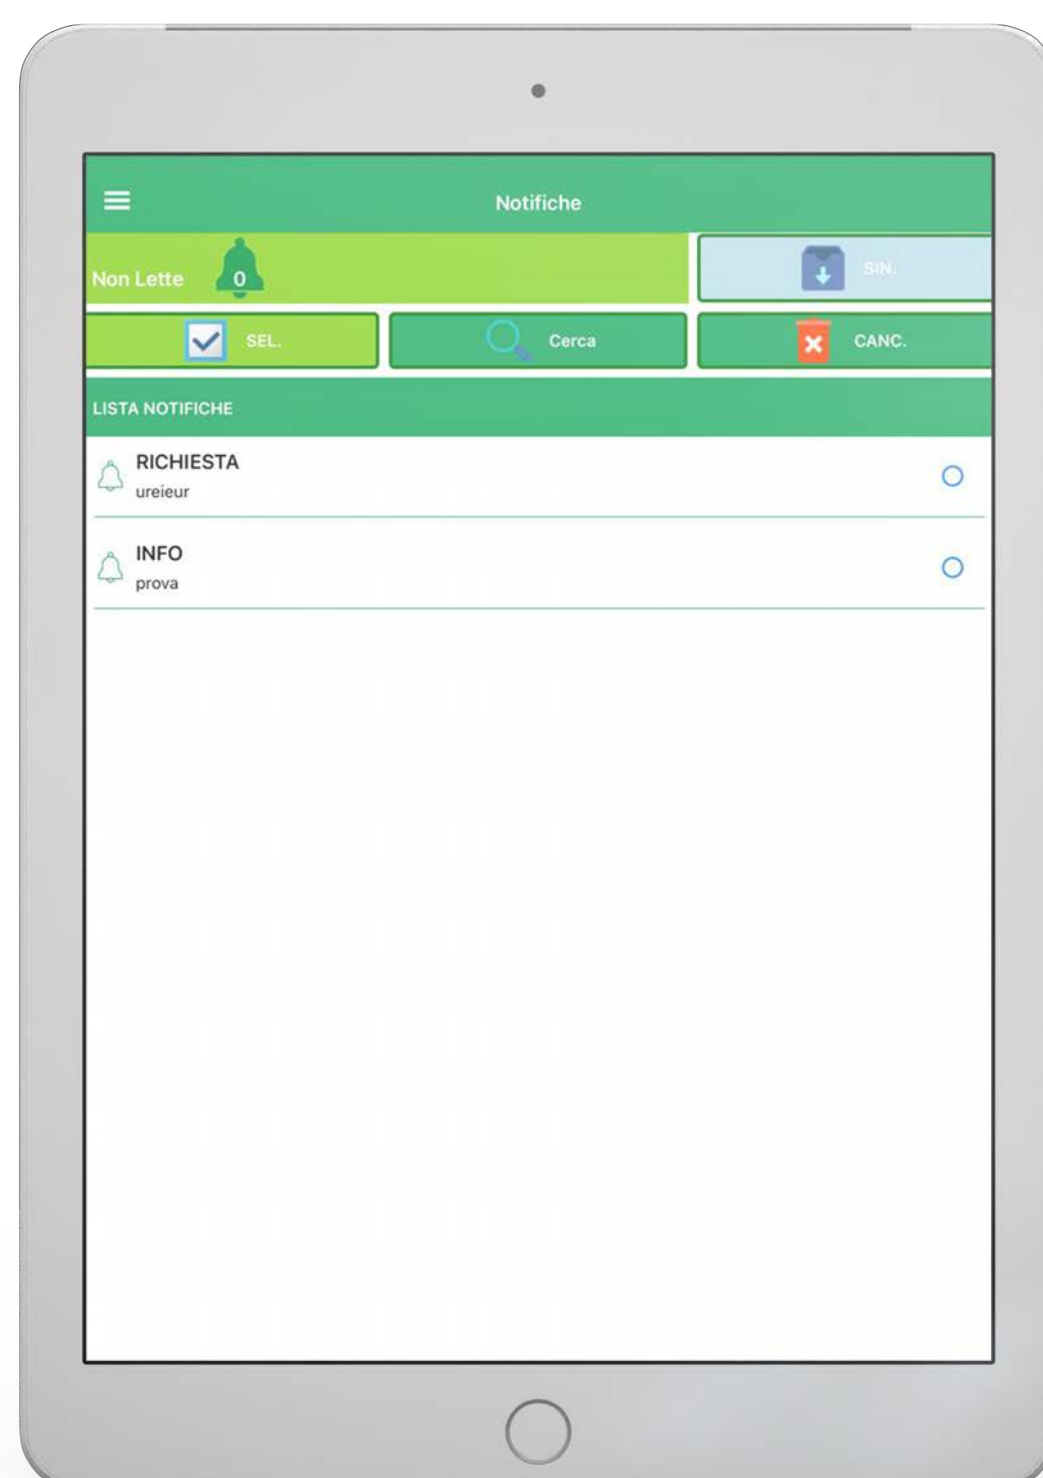 Notifiche
Non Lette 0
SIN.
SEL.
Cerca
CANC.
LISTA NOTIFICHE
RICHIESTA
ureieur
INFO
prova